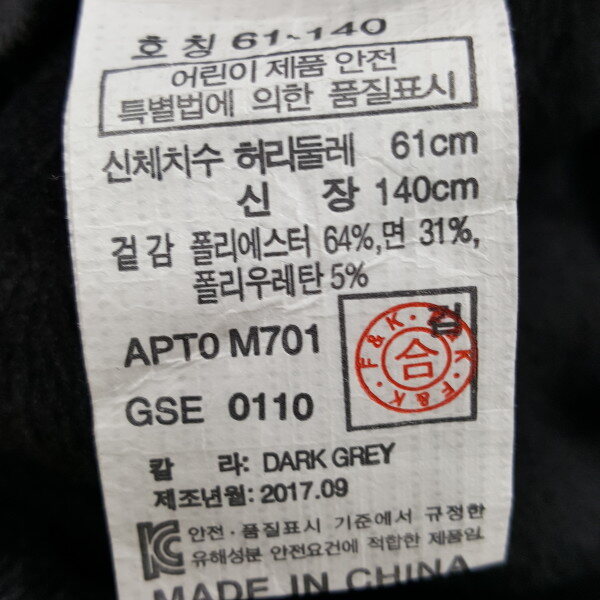 호 칭 61~140
어린이 제품 안전
특별법에 의한 품질표시
신체치수 허리둘레 61cm
신 장 140cm
겉 감 폴리에스터 64%,면 31%,
폴리우레탄 5%
APT0 M701
검
F&K·F&K·F&K·F&K
合
GSE 0110
칼 라: DARK GREY
제조년월: 2017.09
안전·품질표시 기준에서 규정한
유해성분 안전요건에 적합한 제품임.
MADE IN CHINA